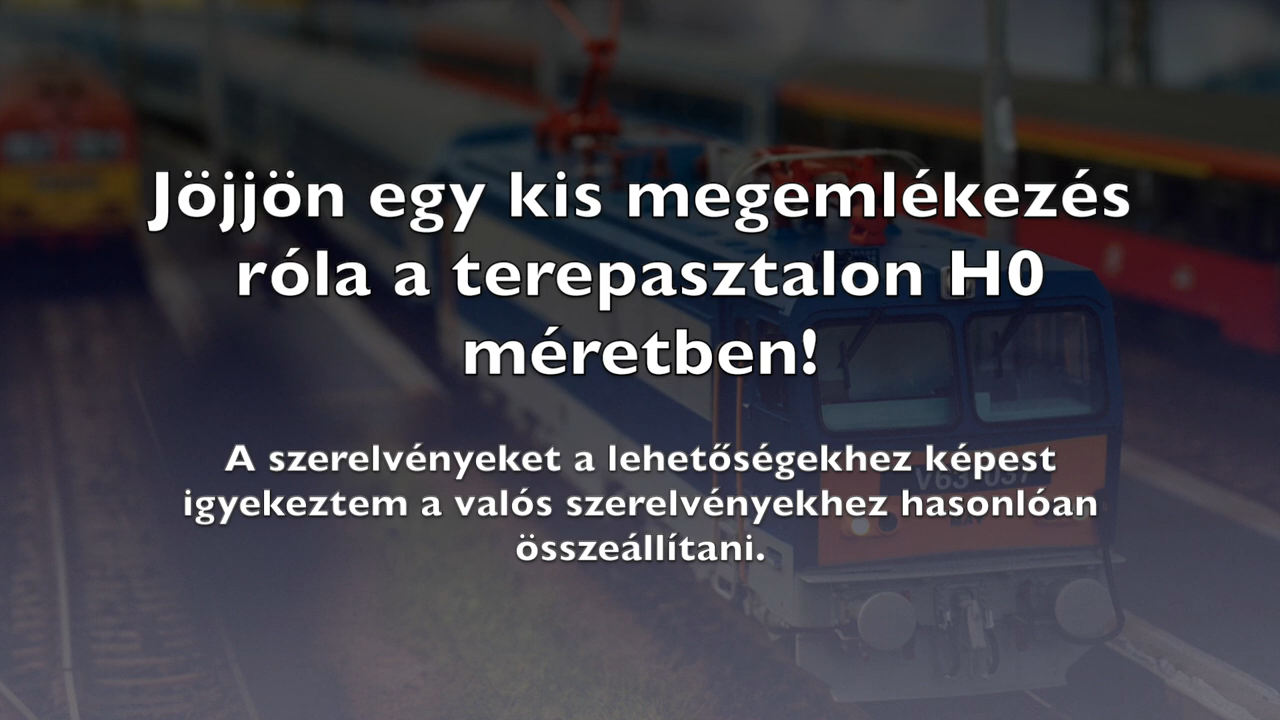 Jöjjön egy kis megemlékezés
róla a terepasztalon H0
méretben!
A szerelvényeket a lehetőségekhez képest
igyekeztem a valós szerelvényekhez hasonlóan
összeállítani.